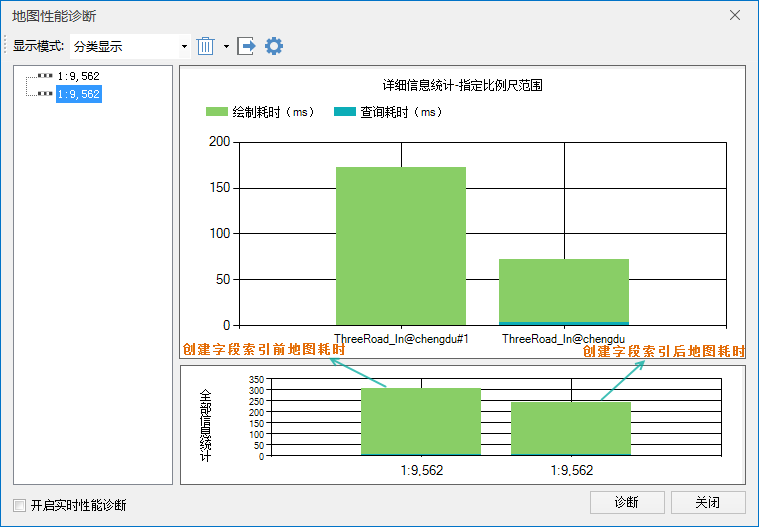 地图性能诊断
显示模式: 分类显示
1:9,562
1:9,562
详细信息统计-指定比例尺范围
绘制耗时（ms） 查询耗时（ms）
200
150
100
50
0
ThreeRoad_In@chengdu#1 ThreeRoad_In@chengdu
创建字段索引前地图耗时 创建字段索引后地图耗时
全部信息统计
350
300
250
200
150
100
50
0
1:9,562 1:9,562
开启实时性能诊断
诊断 关闭